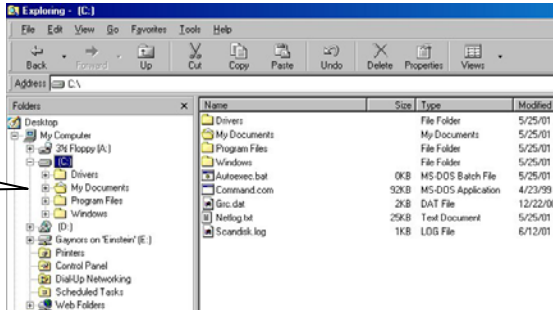 Exploring - (C:)
File Edit View Go Favorites Tools Help
Back Forward Up Cut Copy Paste Undo Delete Properties Views
Address C:\
Folders × Name Size Type Modified
Desktop
My Computer
3½ Floppy (A:)
(C:)
Drivers
My Documents
Program Files
Windows
(D:)
Gaynors on 'Einstein' (E:)
Printers
Control Panel
Dial-Up Networking
Scheduled Tasks
Web Folders
Drivers File Folder 5/25/01
My Documents My Documents 5/25/01
Program Files File Folder 5/25/01
Windows File Folder 5/25/01
Autoexec.bat 0KB MS-DOS Batch File 5/25/01
Command.com 92KB MS-DOS Application 4/23/99
Grc.dat 2KB DAT File 12/22/0
Netlog.txt 25KB Text Document 5/25/01
Scandisk.log 1KB LOG File 6/12/01